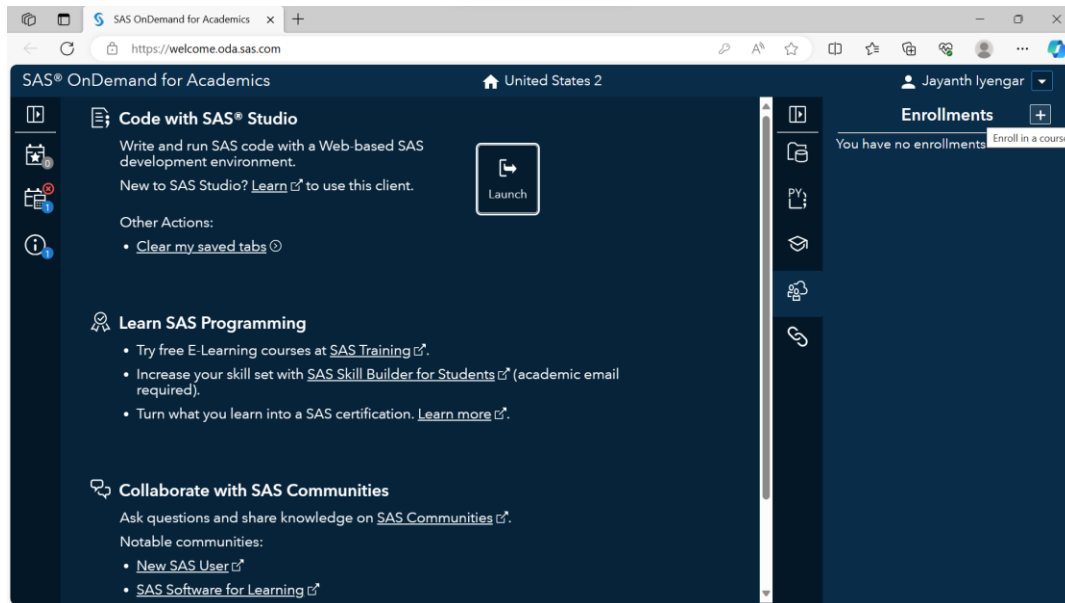 SAS OnDemand for Academics
https://welcome.oda.sas.com
SAS® OnDemand for Academics
United States 2
Jayanth Iyengar
Code with SAS® Studio
Write and run SAS code with a Web-based SAS
development environment.
New to SAS Studio? Learn to use this client.
Launch
Other Actions:
• Clear my saved tabs
Learn SAS Programming
• Try free E-Learning courses at SAS Training.
• Increase your skill set with SAS Skill Builder for Students (academic email
required).
• Turn what you learn into a SAS certification. Learn more.
Collaborate with SAS Communities
Ask questions and share knowledge on SAS Communities.
Notable communities:
• New SAS User
• SAS Software for Learning
0
1
1
PY
Enrollments
You have no enrollments
Enroll in a course